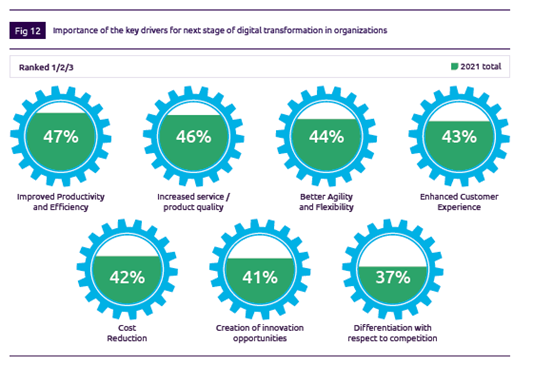 Fig 12 Importance of the key drivers for next stage of digital transformation in organizations
Ranked 1/2/3
2021 total
47%
46%
44%
43%
Improved Productivity
and Efficiency
Increased service /
product quality
Better Agility
and Flexibility
Enhanced Customer
Experience
42%
41%
37%
Cost
Reduction
Creation of innovation
opportunities
Differentiation with
respect to competition